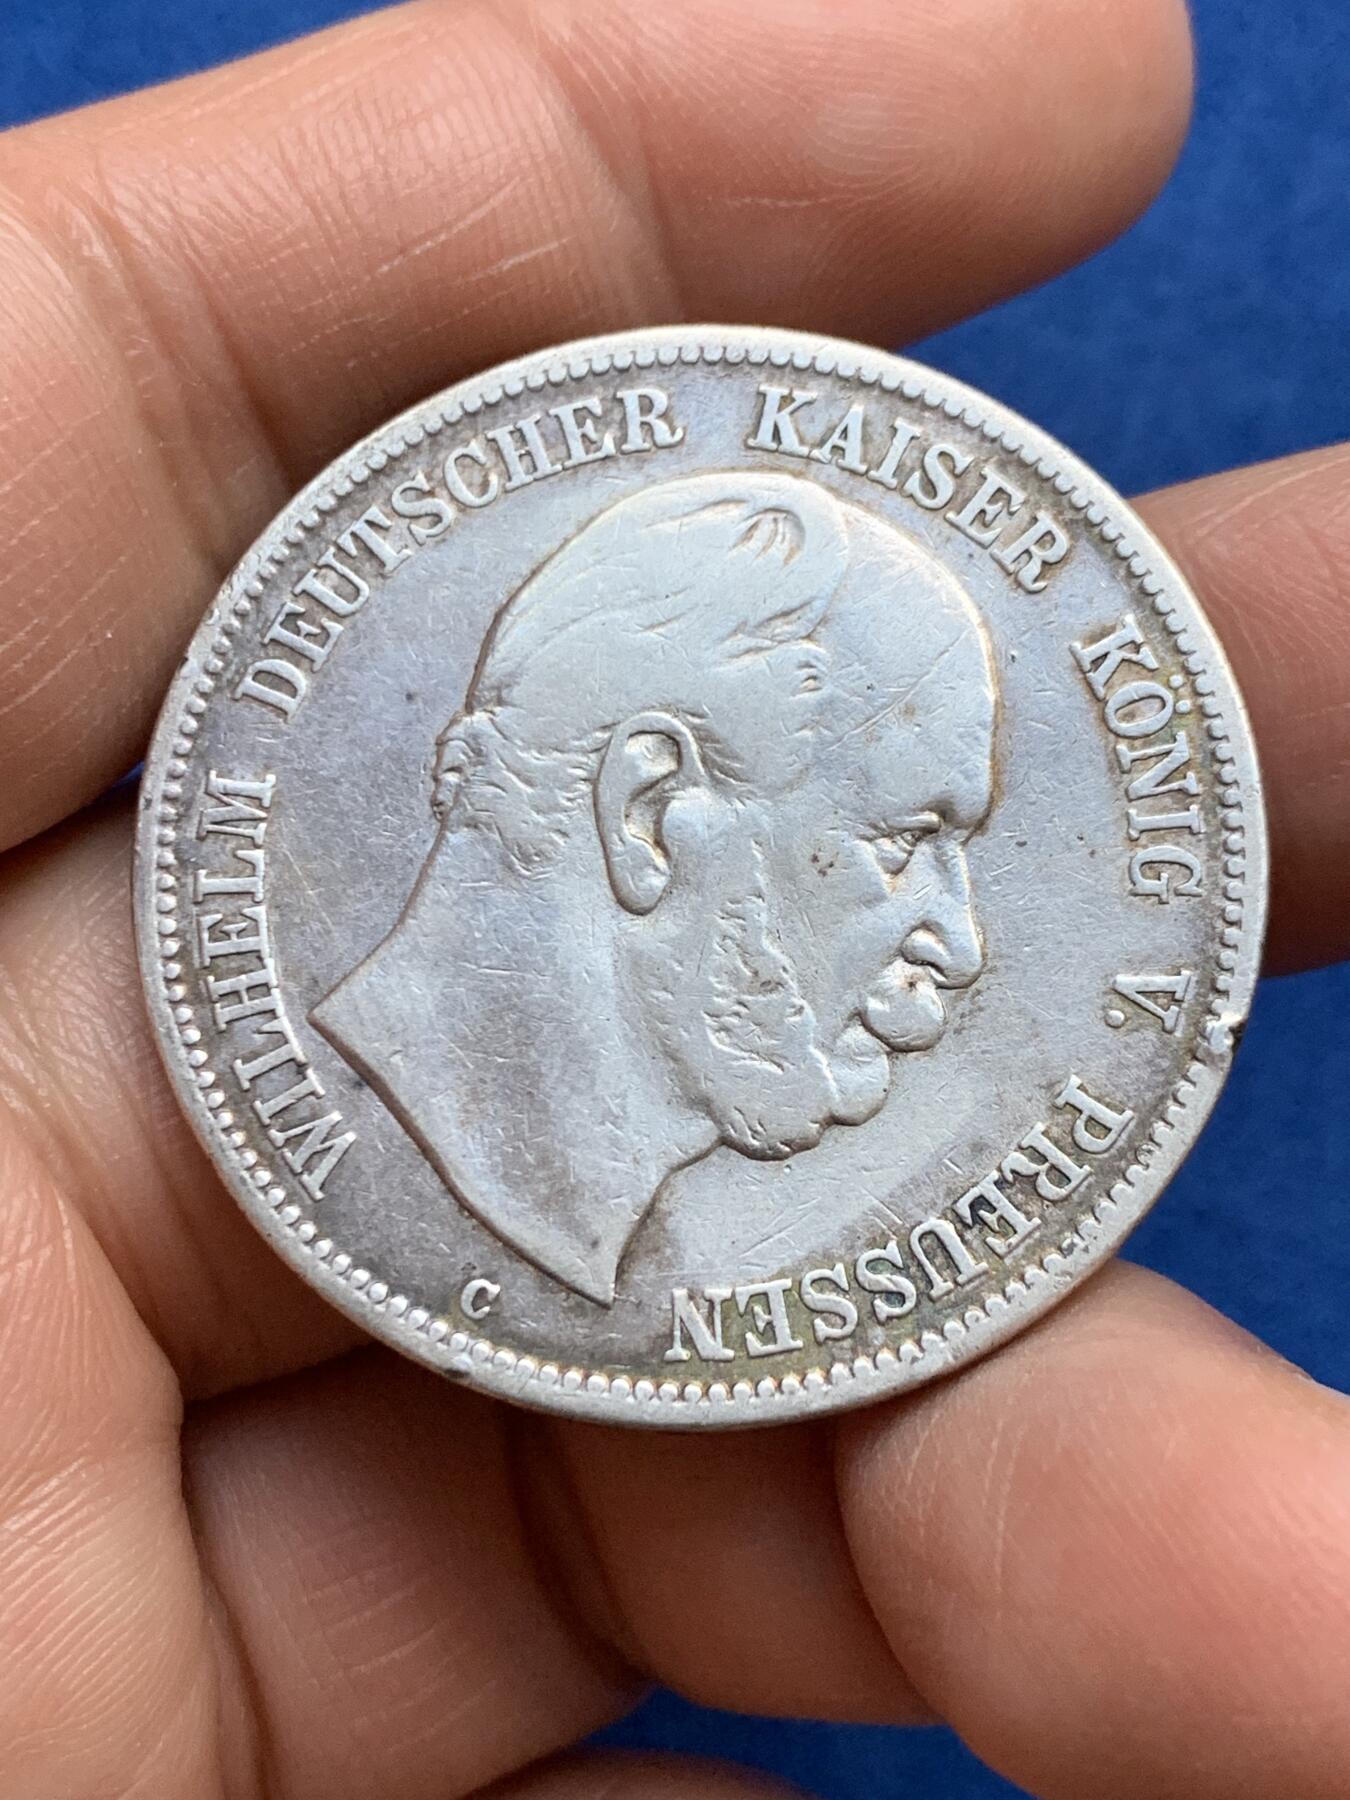 WILHELM DEUTSCHER KAISER KÖNIG V. PREUSSEN
C